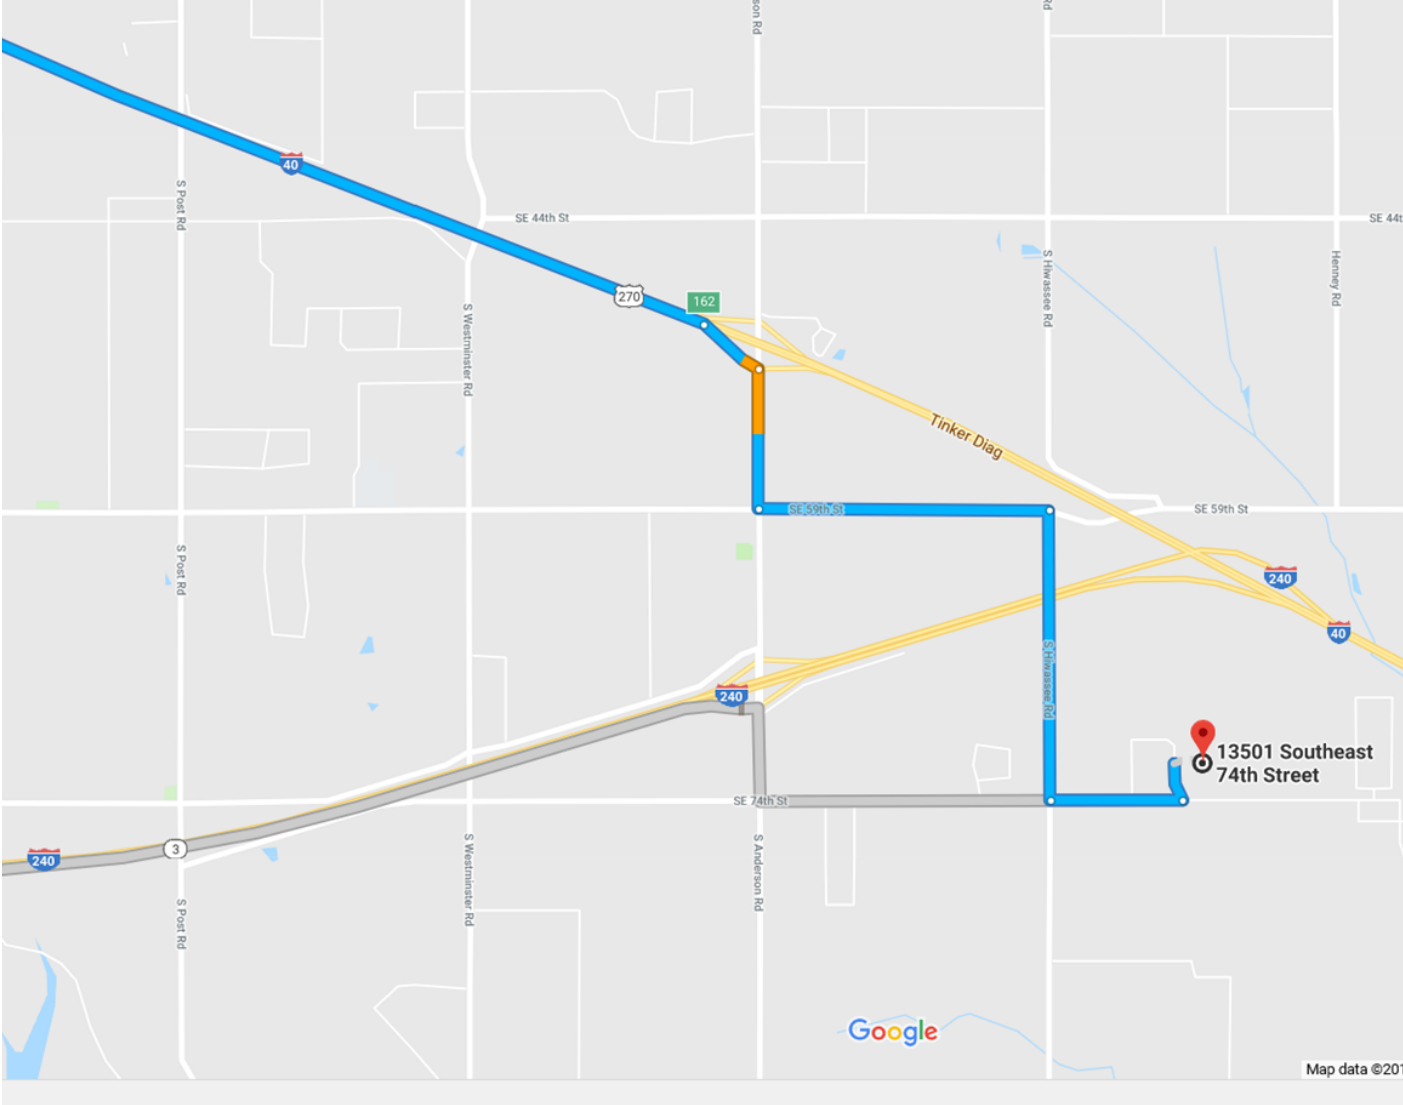 son Rd
Rd
40
S Post Rd
SE 44th St
SE 44t
S Hiwassee Rd
Henney Rd
270
162
S Westminster Rd
Tinker Diag
SE 59th St
SE 59th St
S Post Rd
240
40
S Hiwassee Rd
240
13501 Southeast
74th Street
SE 74th St
3
240
S Westminster Rd
S Anderson Rd
S Post Rd
Google
Map data ©201